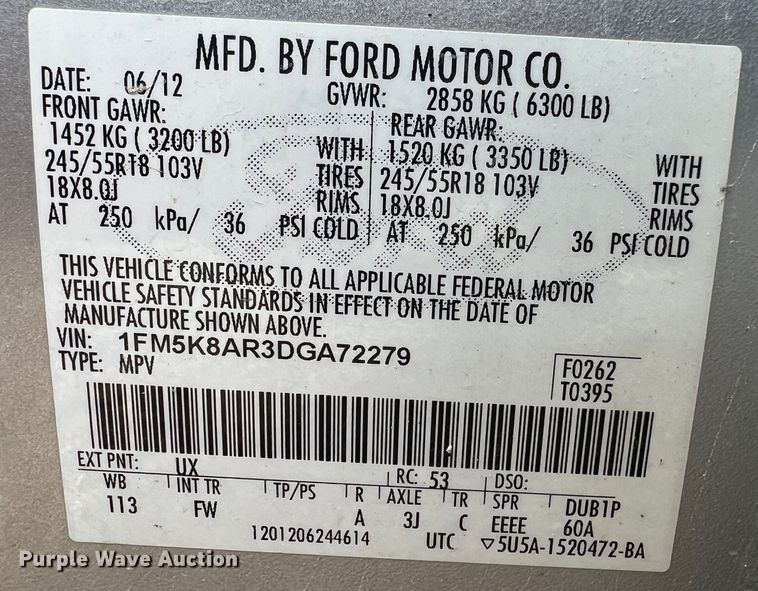 MFD. BY FORD MOTOR CO.
DATE: 06/12 GVWR: 2858 KG ( 6300 LB)
FRONT GAWR: REAR GAWR:
1452 KG ( 3200 LB) WITH 1520 KG ( 3350 LB) WITH
245/55R18 103V TIRES 245/55R18 103V TIRES
18X8.0J RIMS 18X8.0J RIMS
AT 250 kPa/ 36 PSI COLD AT 250 kPa/ 36 PSI COLD
Ford
THIS VEHICLE CONFORMS TO ALL APPLICABLE FEDERAL MOTOR
VEHICLE SAFETY STANDARDS IN EFFECT ON THE DATE OF
MANUFACTURE SHOWN ABOVE.
VIN: 1FM5K8AR3DGA72279
TYPE: MPV
F0262
T0395
EXT PNT: UX RC: 53 DSO:
WB INT TR TP/PS R AXLE TR SPR DUB1P
113 FW A 3J C EEEE 60A
1201206244614 UTC ▽5U5A-1520472-BA
Purple Wave Auction